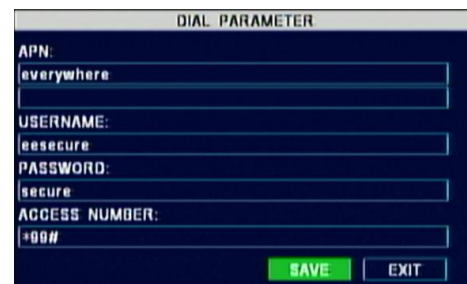 DIAL PARAMETER
APN:
everywhere
USERNAME:
eesecure
PASSWORD:
secure
ACCESS NUMBER:
*99#
SAVE EXIT